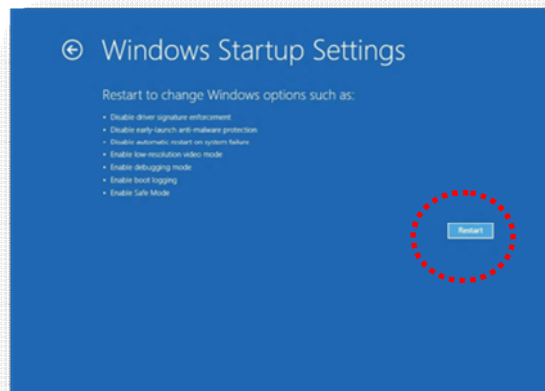 Windows Startup Settings
Restart to change Windows options such as:
• Disable driver signature enforcement
• Disable early-launch anti-malware protection
• Disable automatic restart on system failure
• Enable low-resolution video mode
• Enable debugging mode
• Enable boot logging
• Enable Safe Mode
Restart